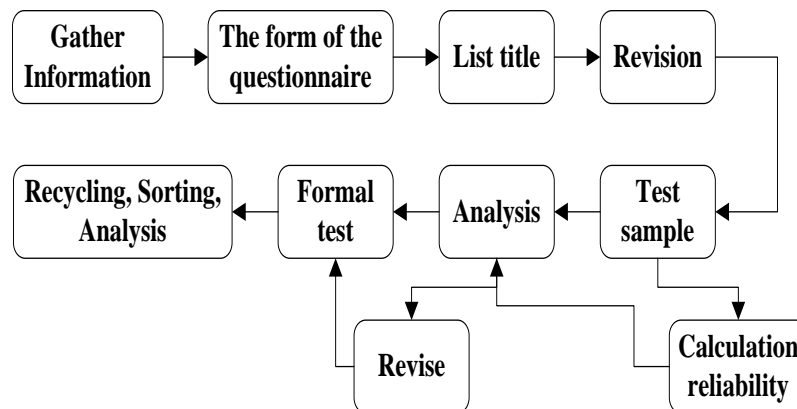 Gather
Information
The form of the
questionnaire
List title
Revision
Recycling, Sorting,
Analysis
Formal
test
Analysis
Test
sample
Revise
Calculation
reliability